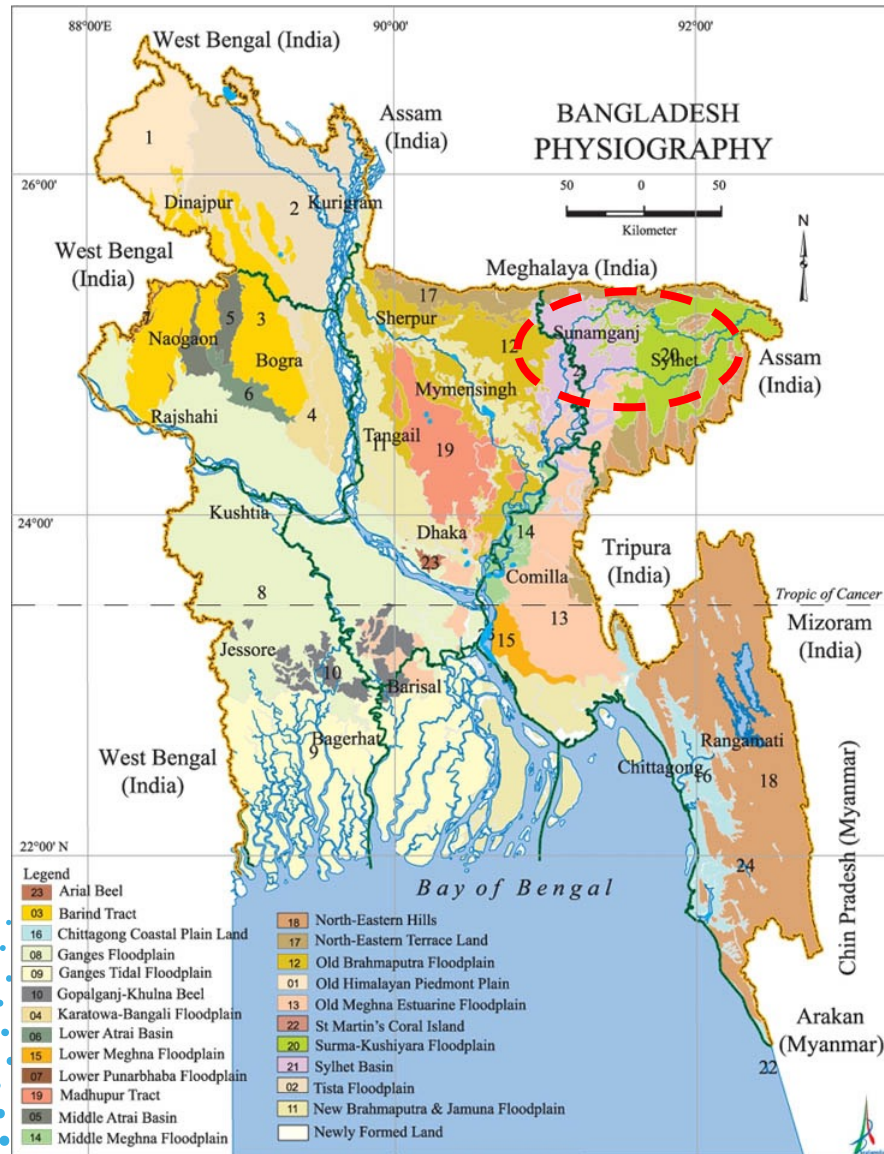 88°00'E
90°00'
92°00'
West Bengal (India)
Assam
(India)
BANGLADESH
PHYSIOGRAPHY
1
26°00'
2
Kurigram
Dinajpur
50 0 50
Kilometer
N
West Bengal
(India)
Meghalaya (India)
17
7
Naogaon
5
3
Sherpur
12
Sunamganj
20
Sylhet
Assam
(India)
Bogra
2
6
Mymensingh
Rajshahi
4
Tangail
11
19
24°00'
Kushtia
Dhaka
14
23
Comilla
Tripura
(India)
8
13
Tropic of Cancer
Mizoram
(India)
15
Jessore
10
Barisal
Bagerhat
9
West Bengal
(India)
Rangamati
Chittagong
16
18
22°00' N
24
Chin Pradesh (Myanmar)
Bay of Bengal
Arakan
(Myanmar)
22
Legend
23 Arial Beel
03 Barind Tract
16 Chittagong Coastal Plain Land
08 Ganges Floodplain
09 Ganges Tidal Floodplain
10 Gopalganj-Khulna Beel
04 Karatowa-Bangali Floodplain
06 Lower Atrai Basin
15 Lower Meghna Floodplain
07 Lower Punarbhaba Floodplain
19 Madhupur Tract
05 Middle Atrai Basin
14 Middle Meghna Floodplain
18 North-Eastern Hills
17 North-Eastern Terrace Land
12 Old Brahmaputra Floodplain
01 Old Himalayan Piedmont Plain
13 Old Meghna Estuarine Floodplain
22 St Martin's Coral Island
20 Surma-Kushiyara Floodplain
21 Sylhet Basin
02 Tista Floodplain
11 New Brahmaputra & Jamuna Floodplain
Newly Formed Land